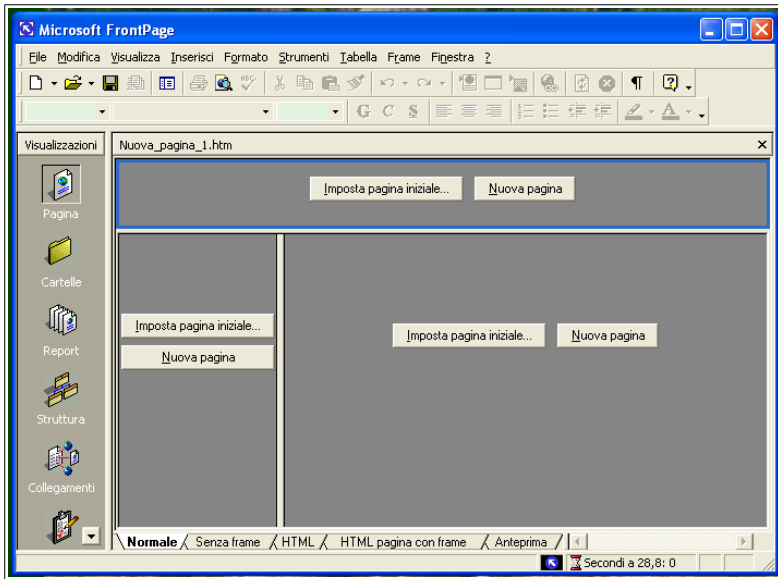 Microsoft FrontPage
File Modifica Visualizza Inserisci Formato Strumenti Tabella Frame Finestra ?
G C S
Visualizzazioni
Nuova_pagina_1.htm
Imposta pagina iniziale... Nuova pagina
Pagina
Cartelle
Imposta pagina iniziale...
Nuova pagina
Imposta pagina iniziale... Nuova pagina
Report
Struttura
Collegamenti
Normale Senza frame HTML HTML pagina con frame Anteprima
Secondi a 28,8: 0